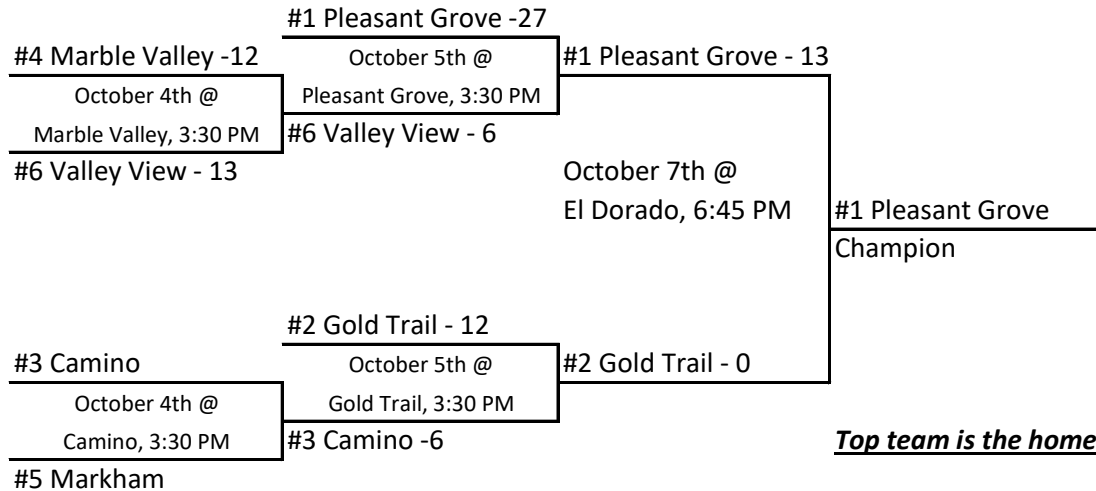 #1 Pleasant Grove -27
#4 Marble Valley -12
October 5th @
#1 Pleasant Grove - 13
October 4th @
Pleasant Grove, 3:30 PM
Marble Valley, 3:30 PM
#6 Valley View - 6
#6 Valley View - 13
October 7th @
El Dorado, 6:45 PM
#1 Pleasant Grove
Champion
#2 Gold Trail - 12
#3 Camino
October 5th @
#2 Gold Trail - 0
October 4th @
Gold Trail, 3:30 PM
Camino, 3:30 PM
#3 Camino -6
Top team is the home
#5 Markham